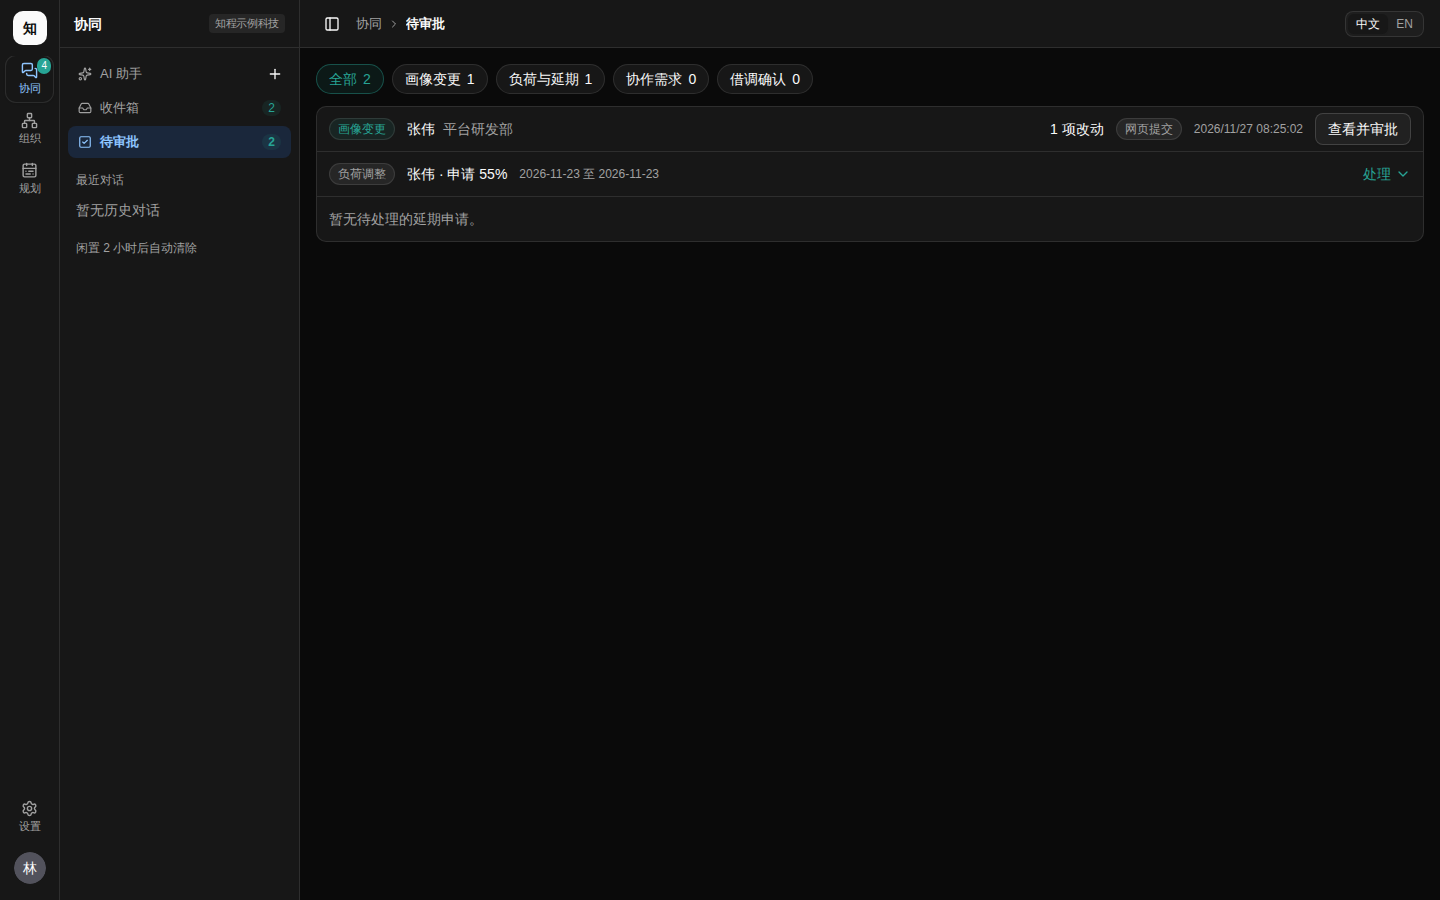 知
协同
知程示例科技
协同 > 待审批
中文 EN
4
协同
组织
规划
AI 助手
收件箱 2
待审批 2
最近对话
暂无历史对话
闲置 2 小时后自动清除
全部 2 画像变更 1 负荷与延期 1 协作需求 0 借调确认 0
画像变更 张伟 平台研发部 1 项改动 网页提交 2026/11/27 08:25:02 查看并审批
负荷调整 张伟 · 申请 55% 2026-11-23 至 2026-11-23 处理
暂无待处理的延期申请。
设置
林